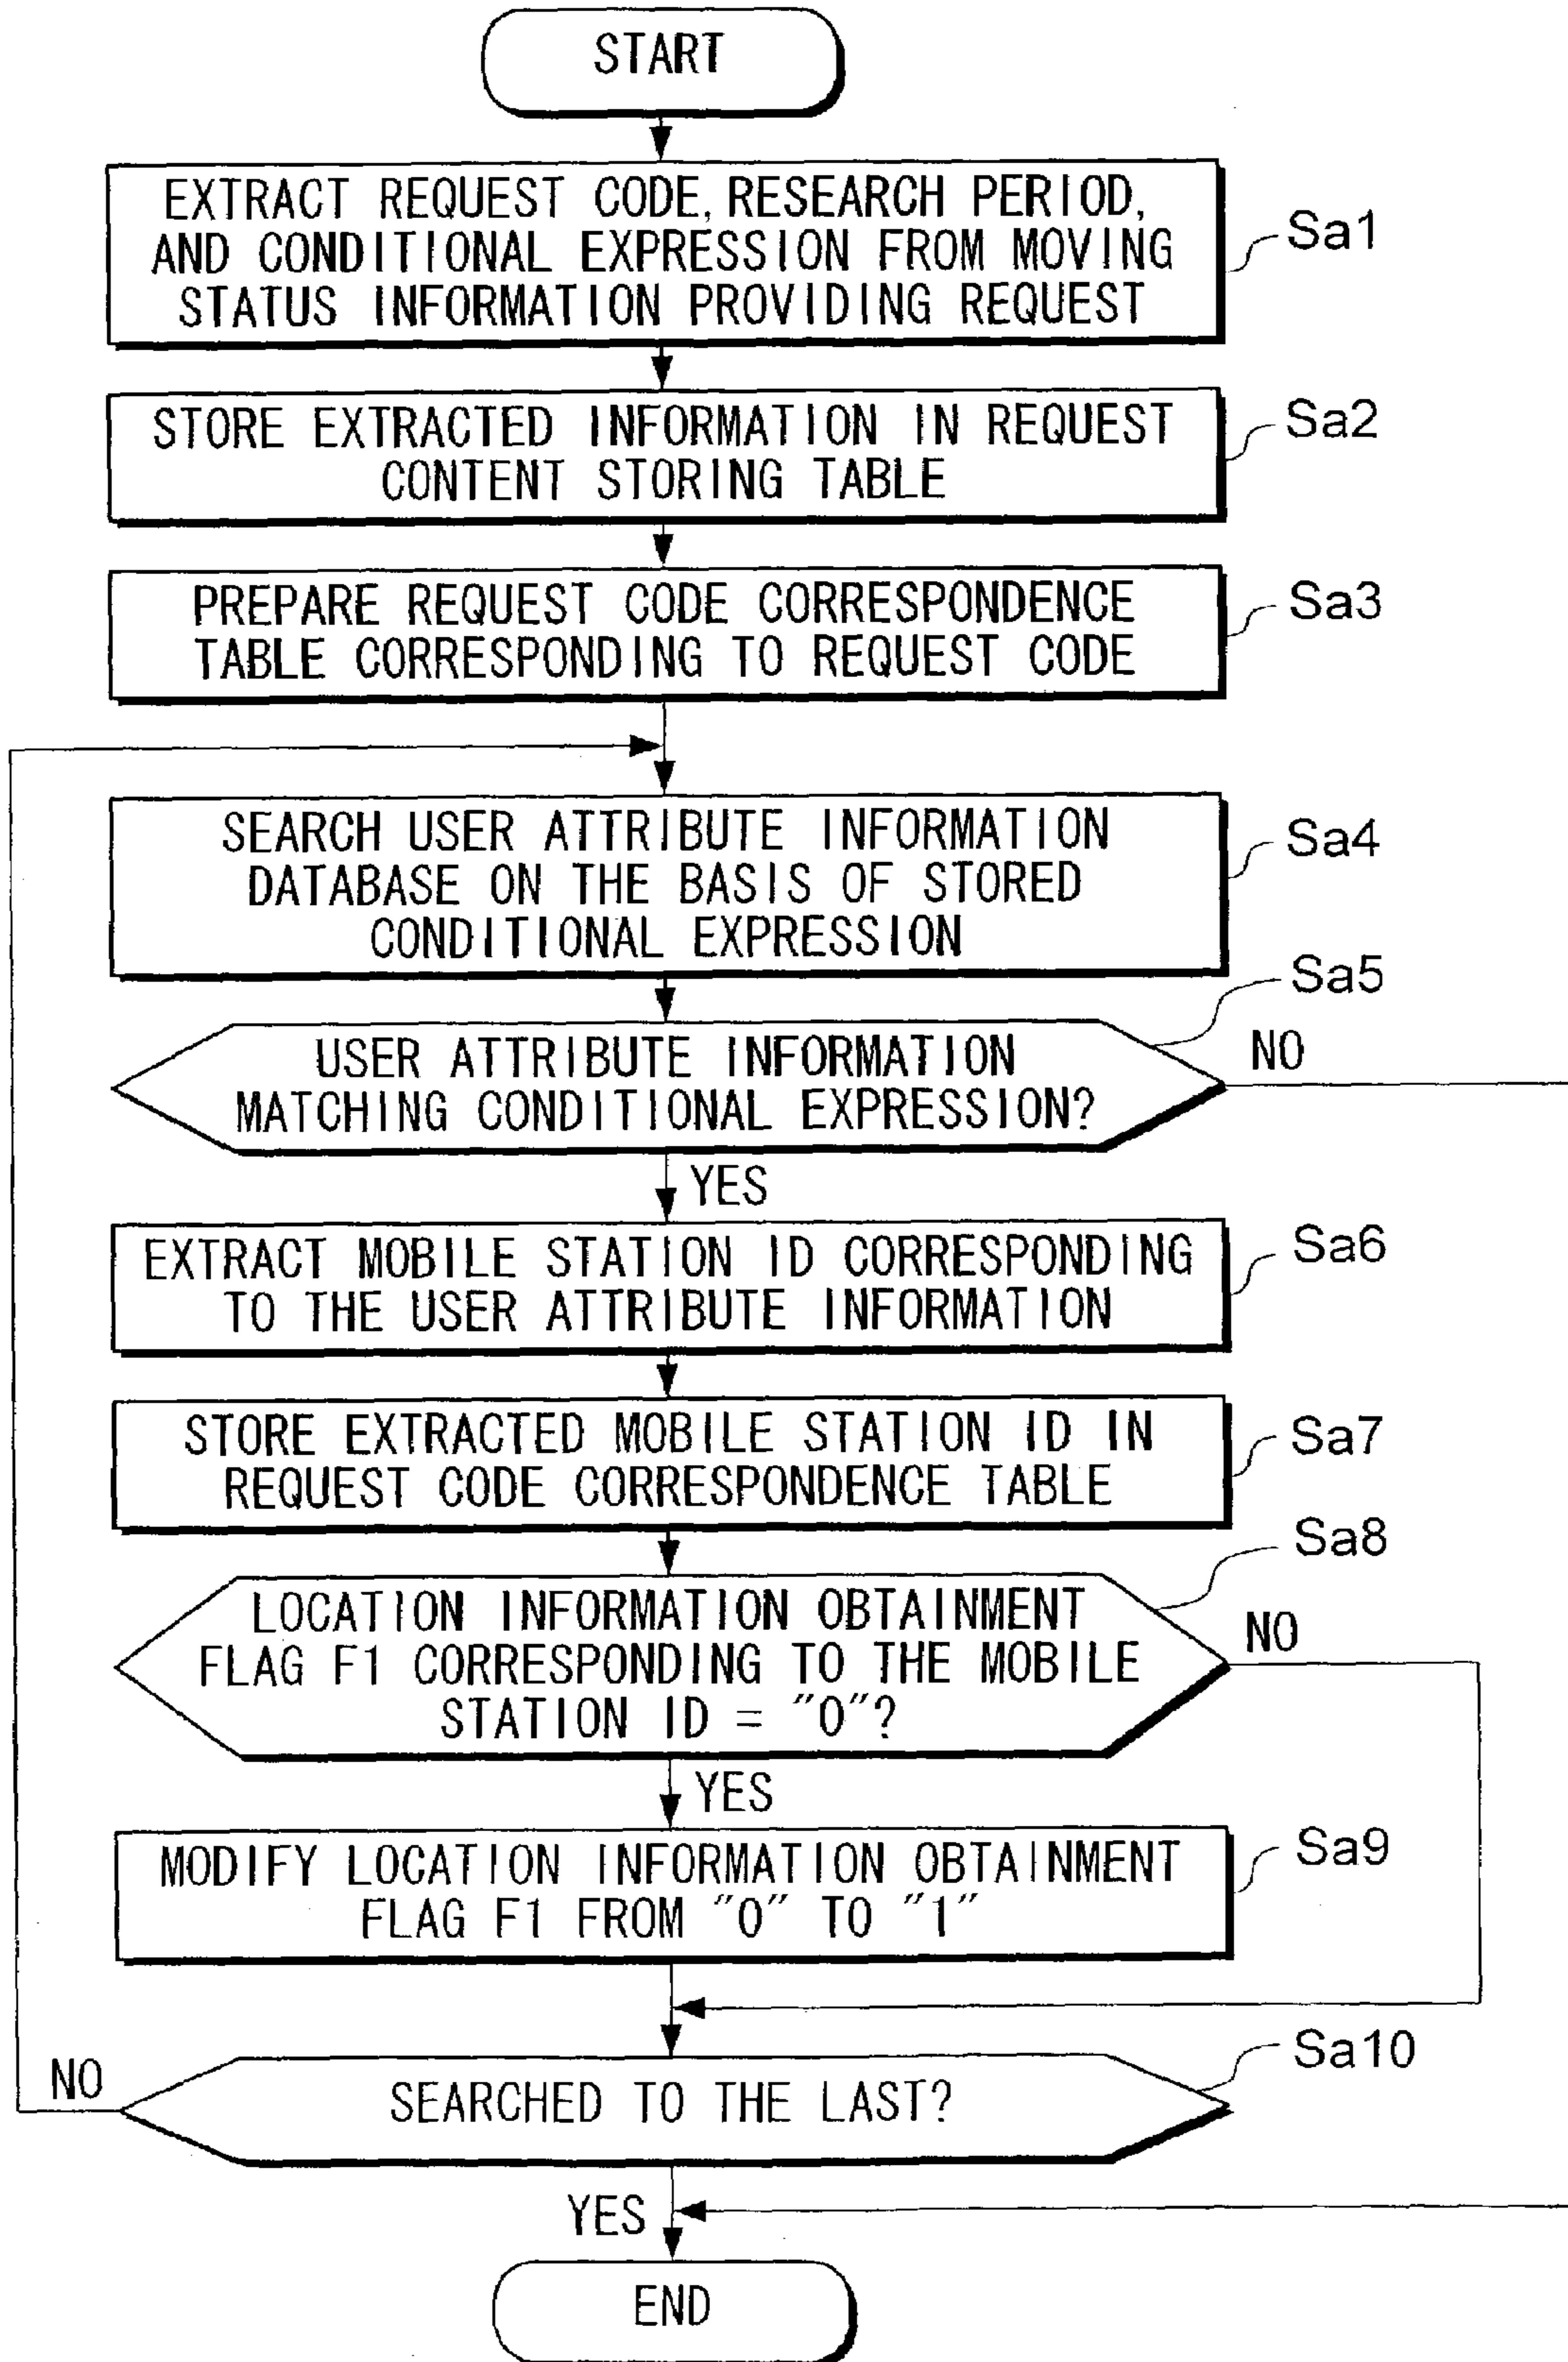 START
EXTRACT REQUEST CODE, RESEARCH PERIOD,
AND CONDITIONAL EXPRESSION FROM MOVING
STATUS INFORMATION PROVIDING REQUEST
Sa1
STORE EXTRACTED INFORMATION IN REQUEST
CONTENT STORING TABLE
Sa2
PREPARE REQUEST CODE CORRESPONDENCE
TABLE CORRESPONDING TO REQUEST CODE
Sa3
SEARCH USER ATTRIBUTE INFORMATION
DATABASE ON THE BASIS OF STORED
CONDITIONAL EXPRESSION
Sa4
Sa5
USER ATTRIBUTE INFORMATION
MATCHING CONDITIONAL EXPRESSION?
NO
YES
EXTRACT MOBILE STATION ID CORRESPONDING
TO THE USER ATTRIBUTE INFORMATION
Sa6
STORE EXTRACTED MOBILE STATION ID IN
REQUEST CODE CORRESPONDENCE TABLE
Sa7
Sa8
LOCATION INFORMATION OBTAINMENT
FLAG F1 CORRESPONDING TO THE MOBILE
STATION ID = "0"?
NO
YES
MODIFY LOCATION INFORMATION OBTAINMENT
FLAG F1 FROM "0" TO "1"
Sa9
Sa10
NO
SEARCHED TO THE LAST?
YES
END